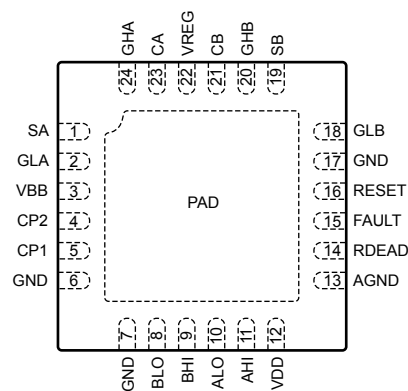 GHA
CA
VREG
CB
GHB
SB
24
23
22
21
20
19
SA 1
GLA 2
VBB 3
CP2 4
CP1 5
GND 6
PAD
18 GLB
17 GND
16 RESET
15 FAULT
14 RDEAD
13 AGND
7
8
9
10
11
12
GND
BLO
BHI
ALO
AHI
VDD